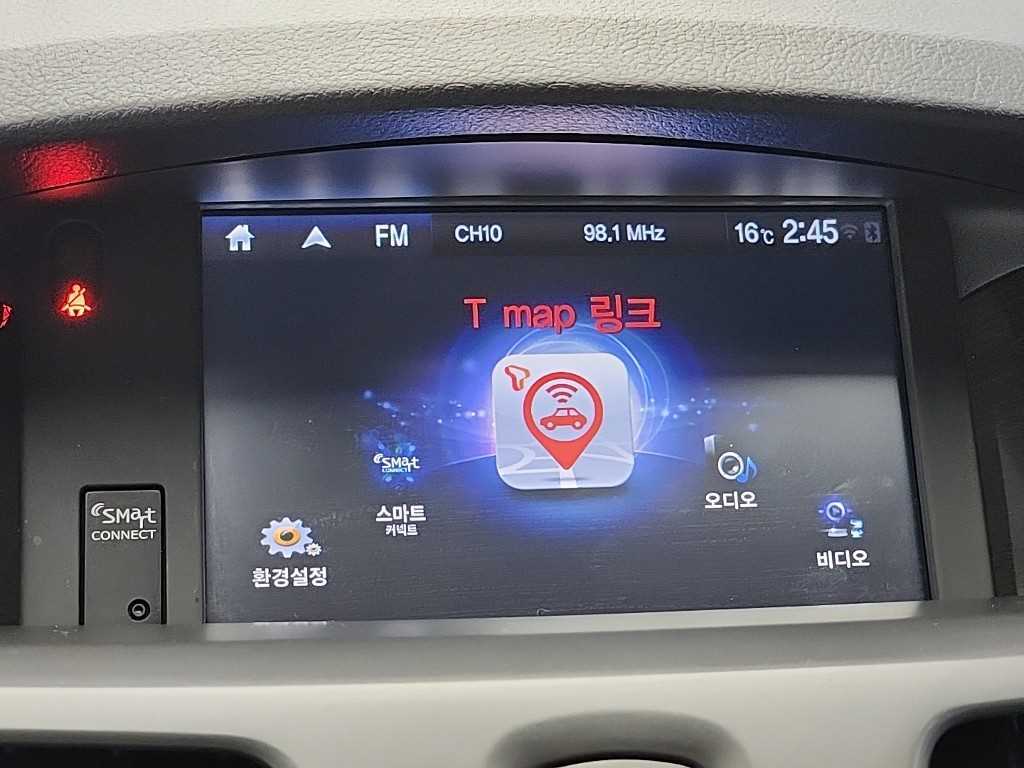 FM CH10 98.1 MHz 16℃ 2:45
T map 링크
SMart
CONNECT
스마트
커넥트
오디오
환경설정
비디오
SMart
CONNECT